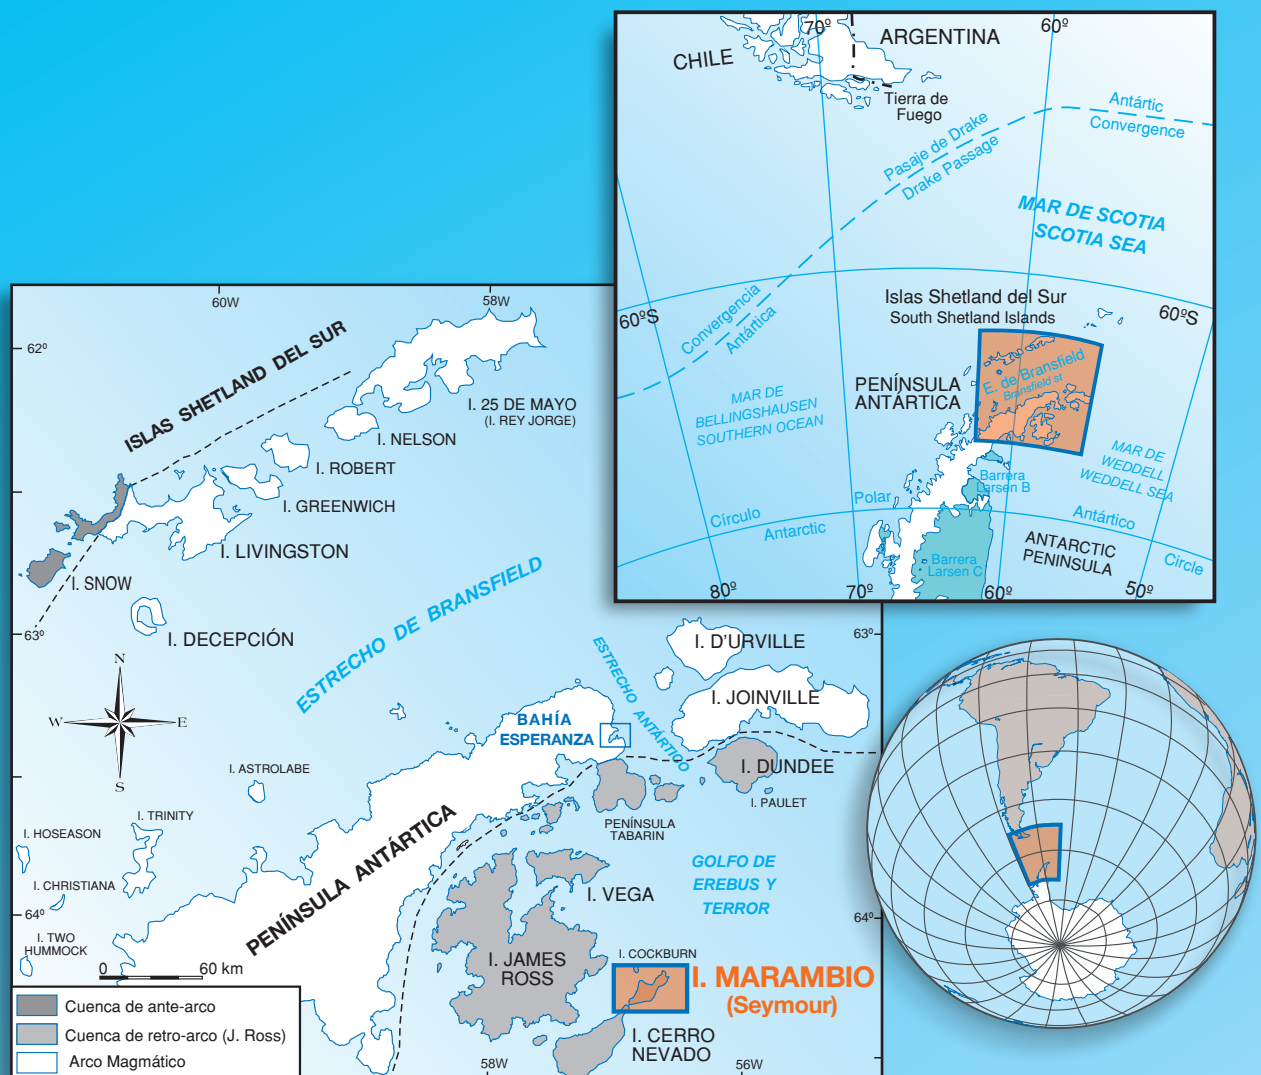 70º
60º
ARGENTINA
CHILE
Tierra de
Fuego
Antártic
Convergence
Pasaje de Drake
Drake Passage
MAR DE SCOTIA
SCOTIA SEA
Islas Shetland del Sur
South Shetland Islands
60ºS
60ºS
Convergencia
Antártica
E. de Bransfield
Bransfield st
PENÍNSULA
ANTÁRTICA
MAR DE
BELLINGSHAUSEN
SOUTHERN OCEAN
MAR DE
WEDDELL
WEDDELL SEA
Barrera
Larsen B
Polar
Círculo
Antarctic
Antártico
Circle
ANTARCTIC
PENINSULA
Barrera
Larsen C
80º
70º
60º
50º
60W
58W
62º
ISLAS SHETLAND DEL SUR
I. 25 DE MAYO
(I. REY JORGE)
I. NELSON
I. ROBERT
I. GREENWICH
I. LIVINGSTON
I. SNOW
I. DECEPCIÓN
63º
63º
ESTRECHO DE BRANSFIELD
ESTRECHO ANTÁRTICO
I. D'URVILLE
I. JOINVILLE
BAHÍA
ESPERANZA
I. DUNDEE
I. PAULET
N
W
E
S
I. ASTROLABE
I. TRINITY
I. HOSEASON
I. CHRISTIANA
I. TWO
HUMMOCK
PENÍNSULA ANTÁRTICA
PENÍNSULA
TABARIN
GOLFO DE
EREBUS Y
TERROR
I. VEGA
64º
64º
I. JAMES
ROSS
I. COCKBURN
I. MARAMBIO
(Seymour)
I. CERRO
NEVADO
0
60 km
Cuenca de ante-arco
Cuenca de retro-arco (J. Ross)
Arco Magmático
58W
56W